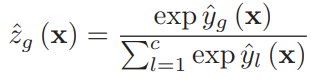 ẑ_g (x) = exp ŷ_g (x) / ∑_{l=1}^{c} exp ŷ_l (x)